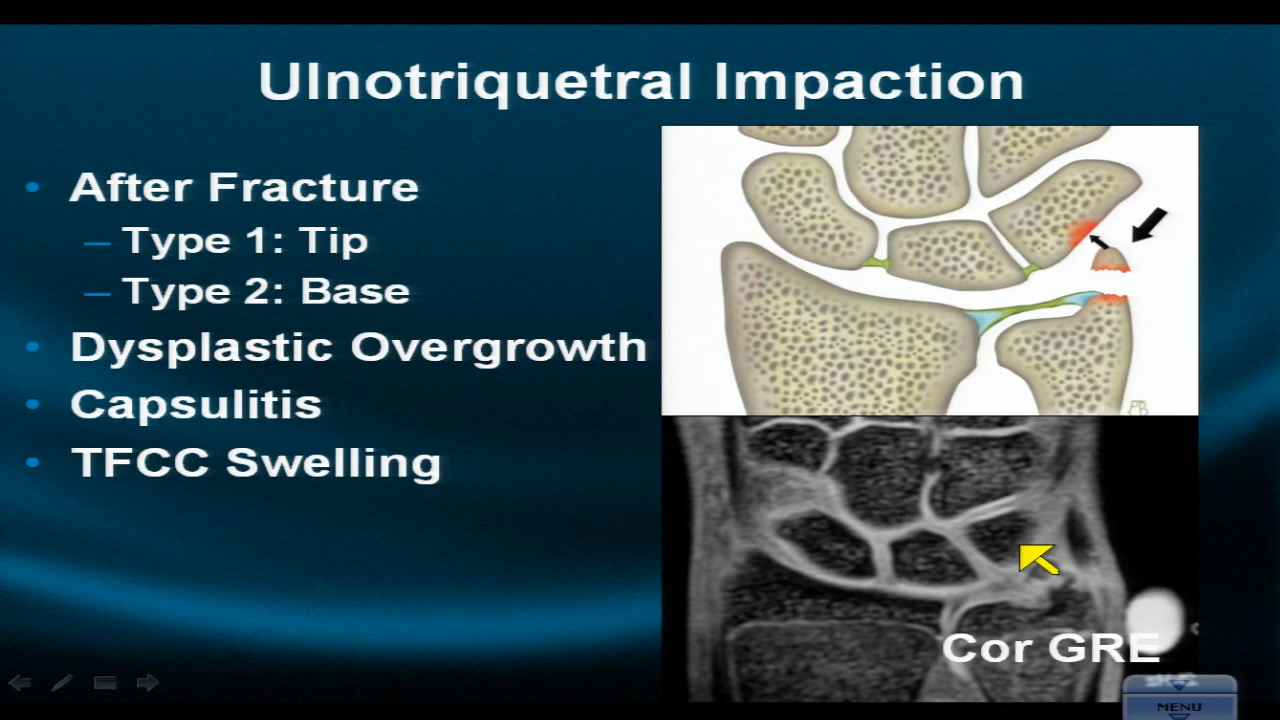 Ulnotriquetral Impaction
• After Fracture
– Type 1: Tip
– Type 2: Base
• Dysplastic Overgrowth
• Capsulitis
• TFCC Swelling
Cor GRE
MENU